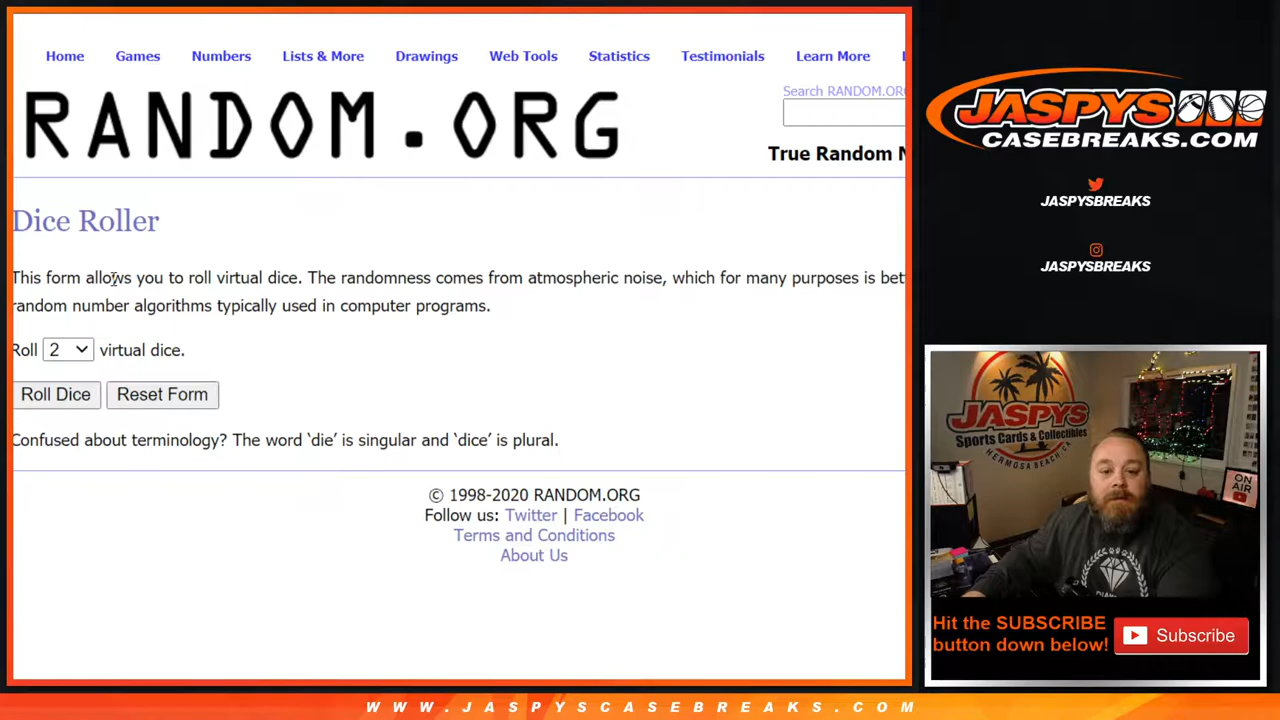 Home Games Numbers Lists & More Drawings Web Tools Statistics Testimonials Learn More
RANDOM.ORG
Search RANDOM.OR
True Random N
Dice Roller
This form allows you to roll virtual dice. The randomness comes from atmospheric noise, which for many purposes is bet
random number algorithms typically used in computer programs.
Roll 2 virtual dice.
Roll Dice Reset Form
Confused about terminology? The word ‘die’ is singular and ‘dice’ is plural.
© 1998-2020 RANDOM.ORG
Follow us: Twitter | Facebook
Terms and Conditions
About Us
JASPYS
CASEBREAKS.COM
JASPYSBREAKS
JASPYSBREAKS
JASPYS
Sports Cards & Collectibles
HERMOSA BEACH, CA
ON
AIR
Hit the SUBSCRIBE
button down below!
Subscribe
WWW.JASPYSCASEBREAKS.COM